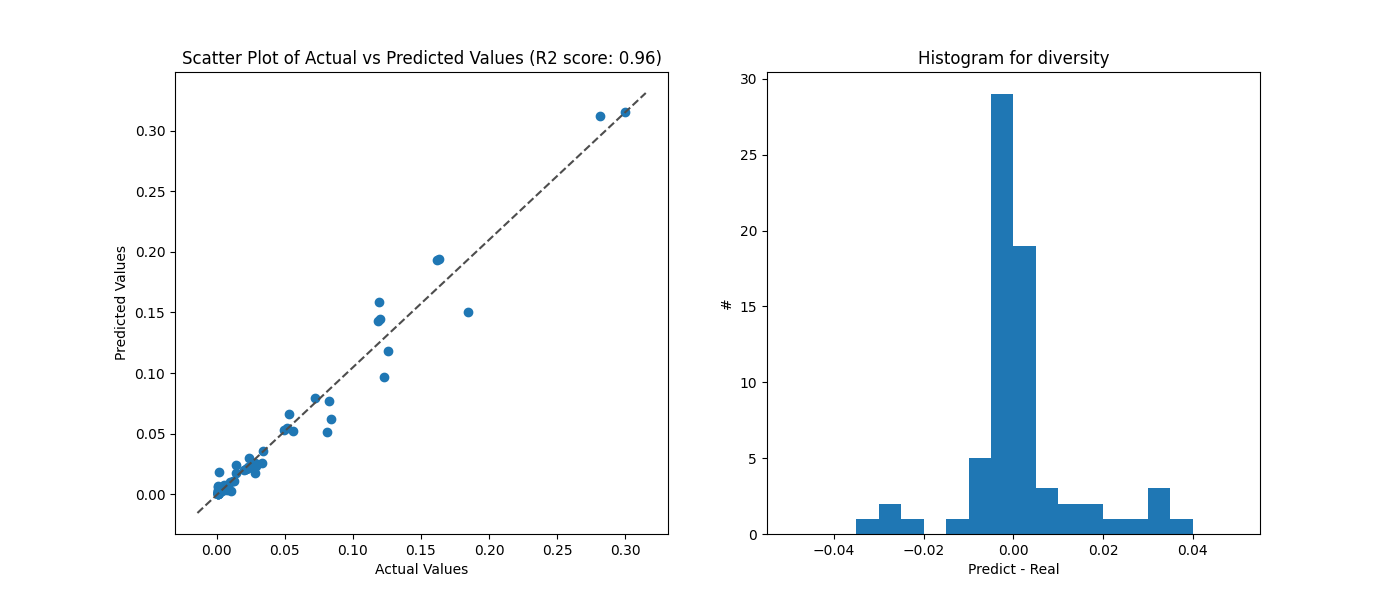 Scatter Plot of Actual vs Predicted Values (R2 score: 0.96)
0.30
0.25
0.20
0.15
0.10
0.05
0.00
Predicted Values
0.00 0.05 0.10 0.15 0.20 0.25 0.30
Actual Values
Histogram for diversity
30
25
20
15
10
5
0
#
−0.04 −0.02 0.00 0.02 0.04
Predict - Real